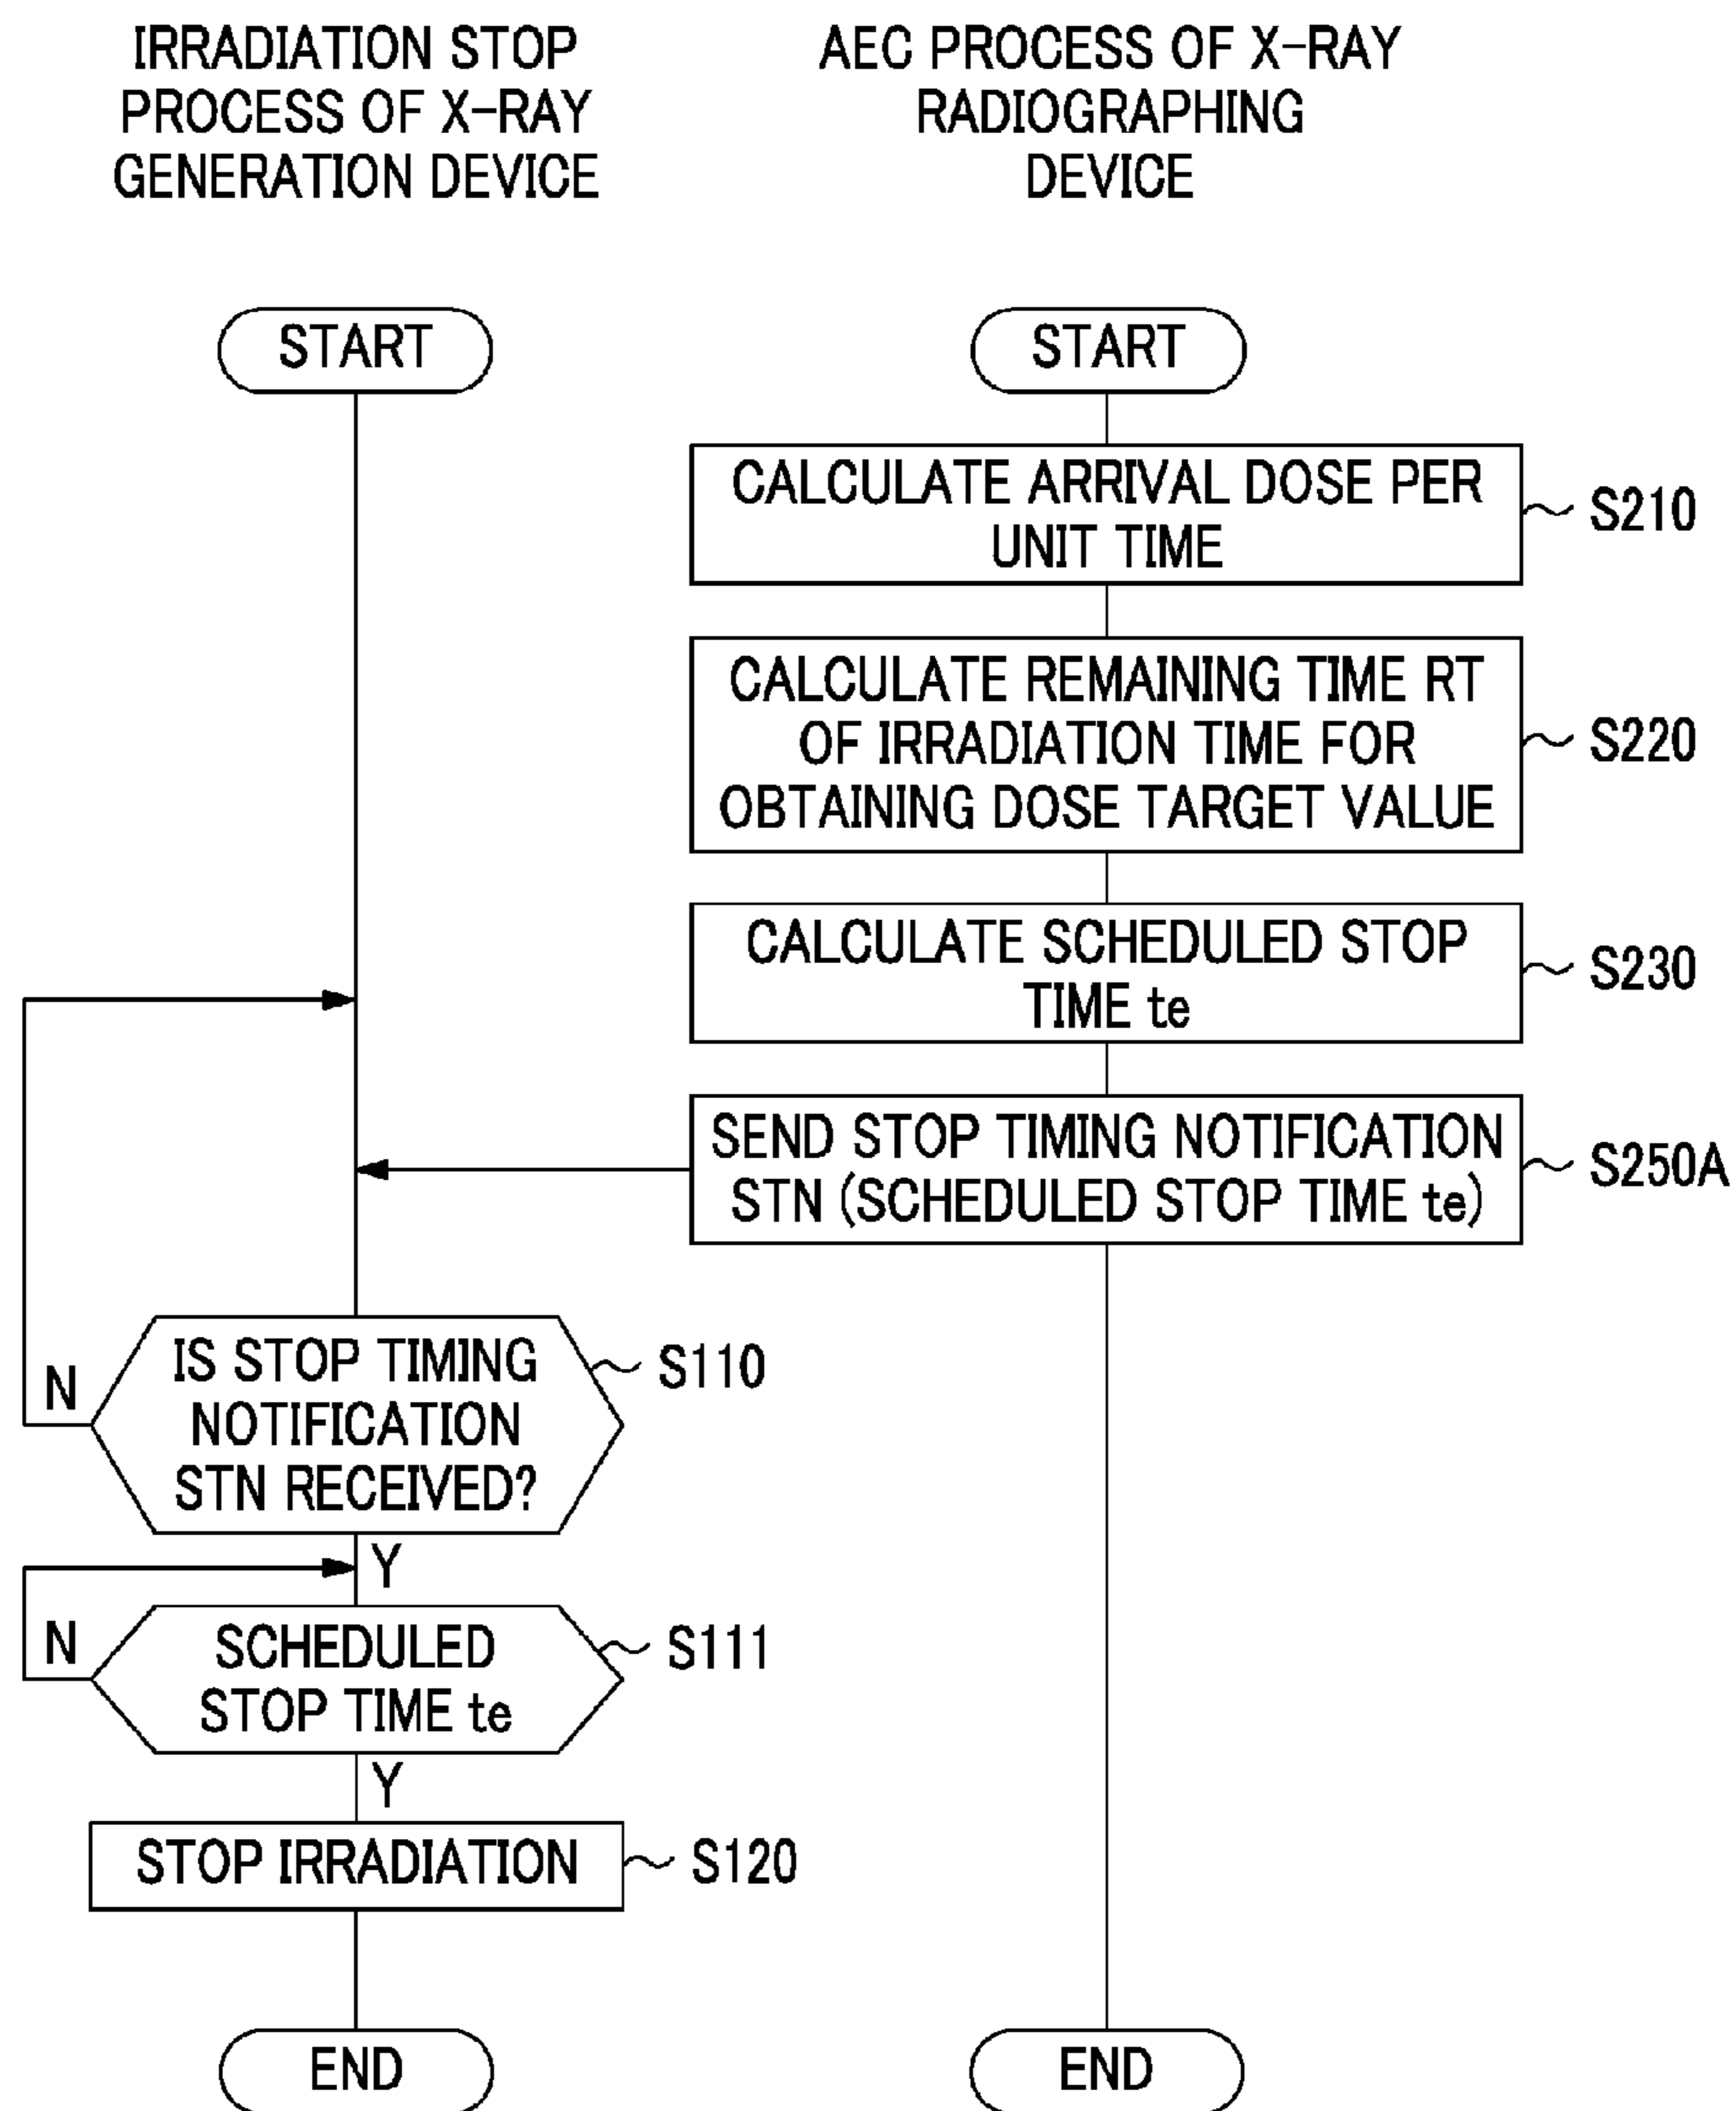 IRRADIATION STOP
PROCESS OF X-RAY
GENERATION DEVICE
AEC PROCESS OF X-RAY
RADIOGRAPHING
DEVICE
START
START
CALCULATE ARRIVAL DOSE PER
UNIT TIME
S210
CALCULATE REMAINING TIME RT
OF IRRADIATION TIME FOR
OBTAINING DOSE TARGET VALUE
S220
CALCULATE SCHEDULED STOP
TIME te
S230
SEND STOP TIMING NOTIFICATION
STN (SCHEDULED STOP TIME te)
S250A
IS STOP TIMING
NOTIFICATION
STN RECEIVED?
S110
N
Y
SCHEDULED
STOP TIME te
S111
N
Y
STOP IRRADIATION
S120
END
END